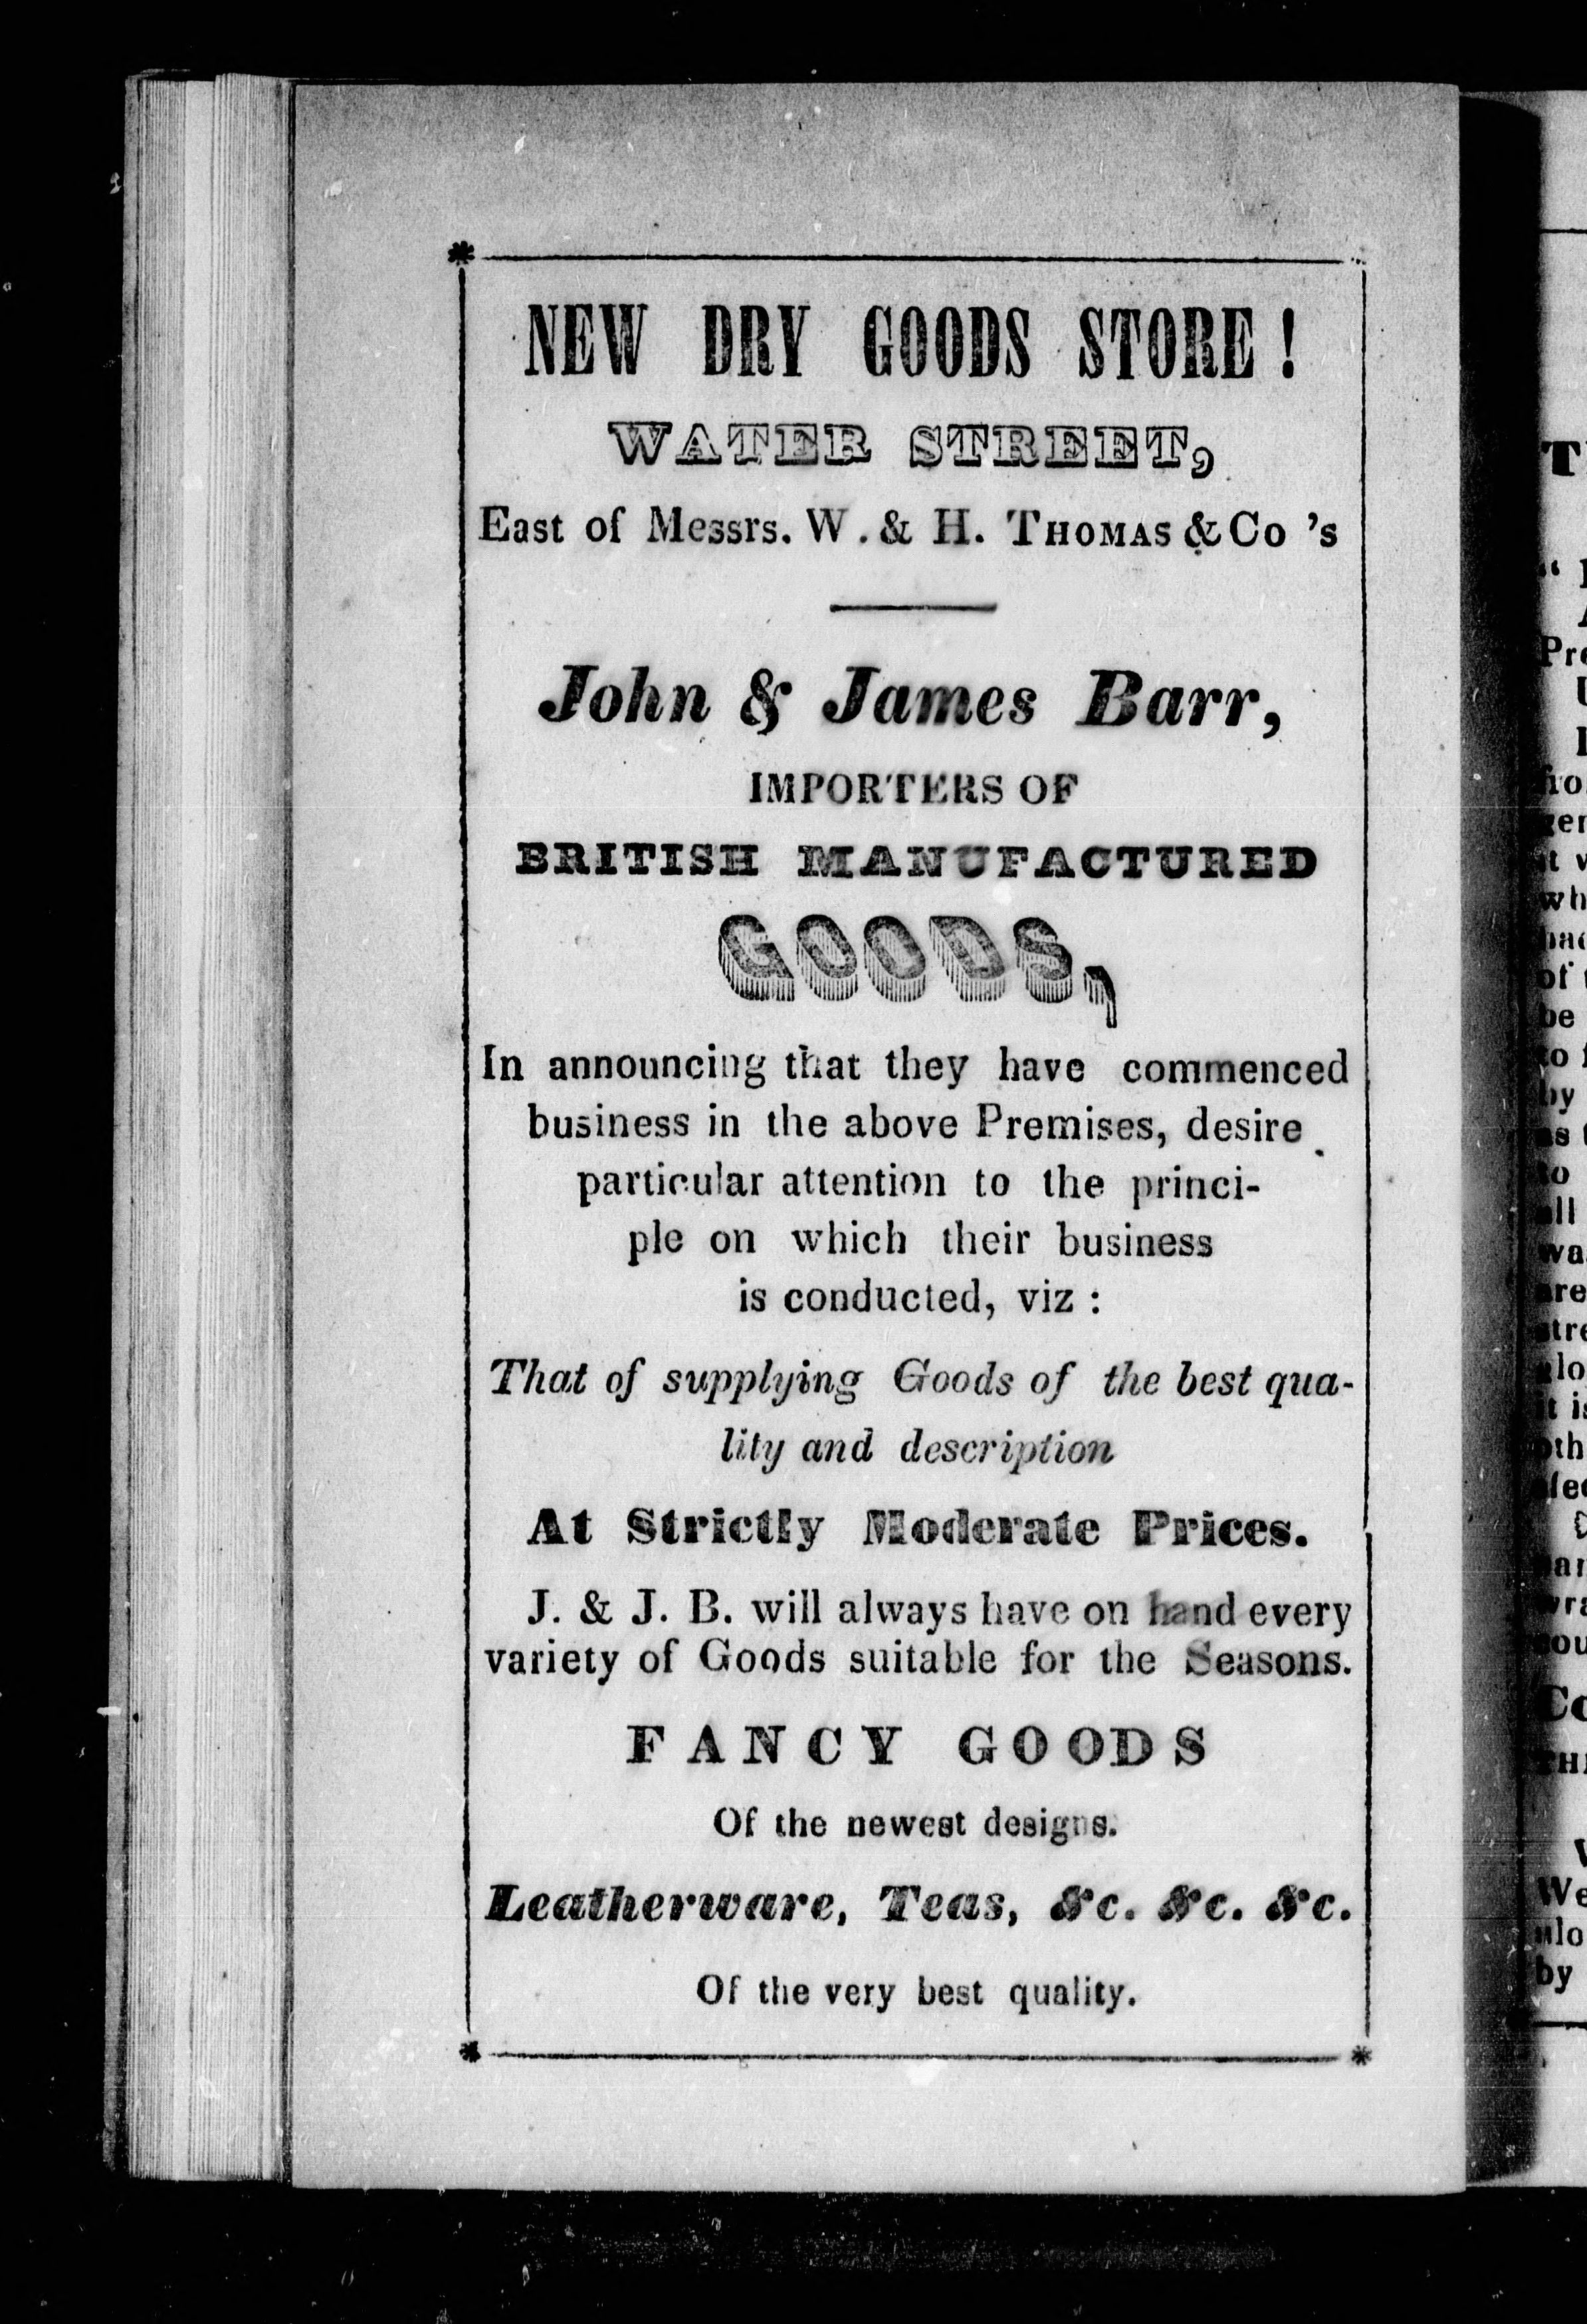 NEW DRY GOODS STORE!
WATER STREET,
East of Messrs. W. & H. THOMAS & Co 's
John & James Barr,
IMPORTERS OF
BRITISH MANUFACTURED
GOODS,
In announcing that they have commenced
business in the above Premises, desire
particular attention to the princi-
ple on which their business
is conducted, viz :
That of supplying Goods of the best qua-
lity and description
At Strictly Moderate Prices.
J. & J. B. will always have on hand every
variety of Goods suitable for the Seasons.
FANCY GOODS
Of the newest designs.
Leatherware, Teas, &c. &c. &c.
Of the very best quality.